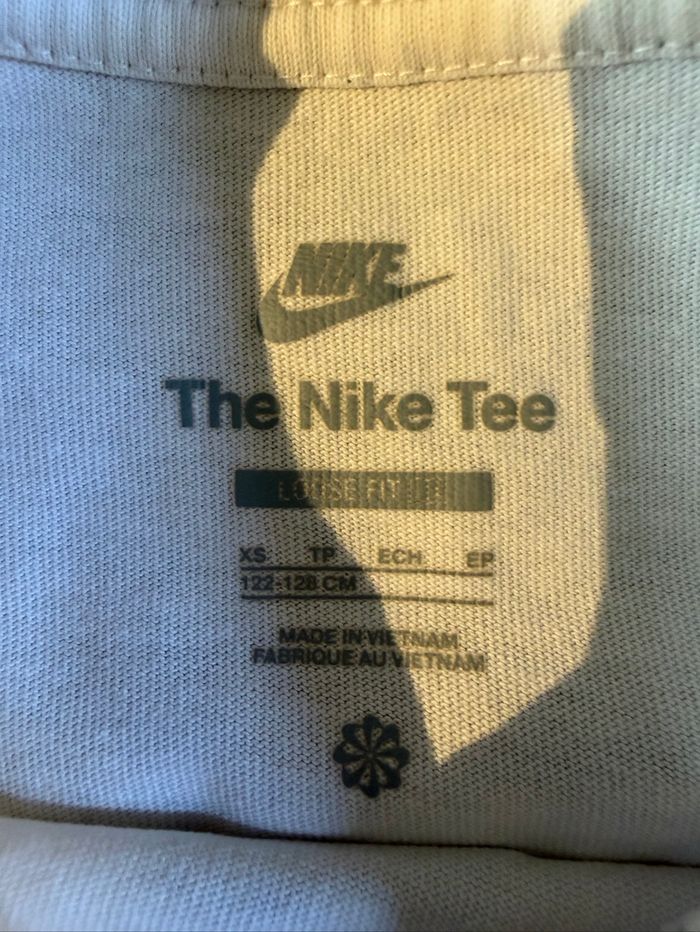 NIKE
The Nike Tee
LOOSE FIT
XS TP ECH EP
122-128 CM
MADE IN VIETNAM
FABRIQUE AU VIETNAM